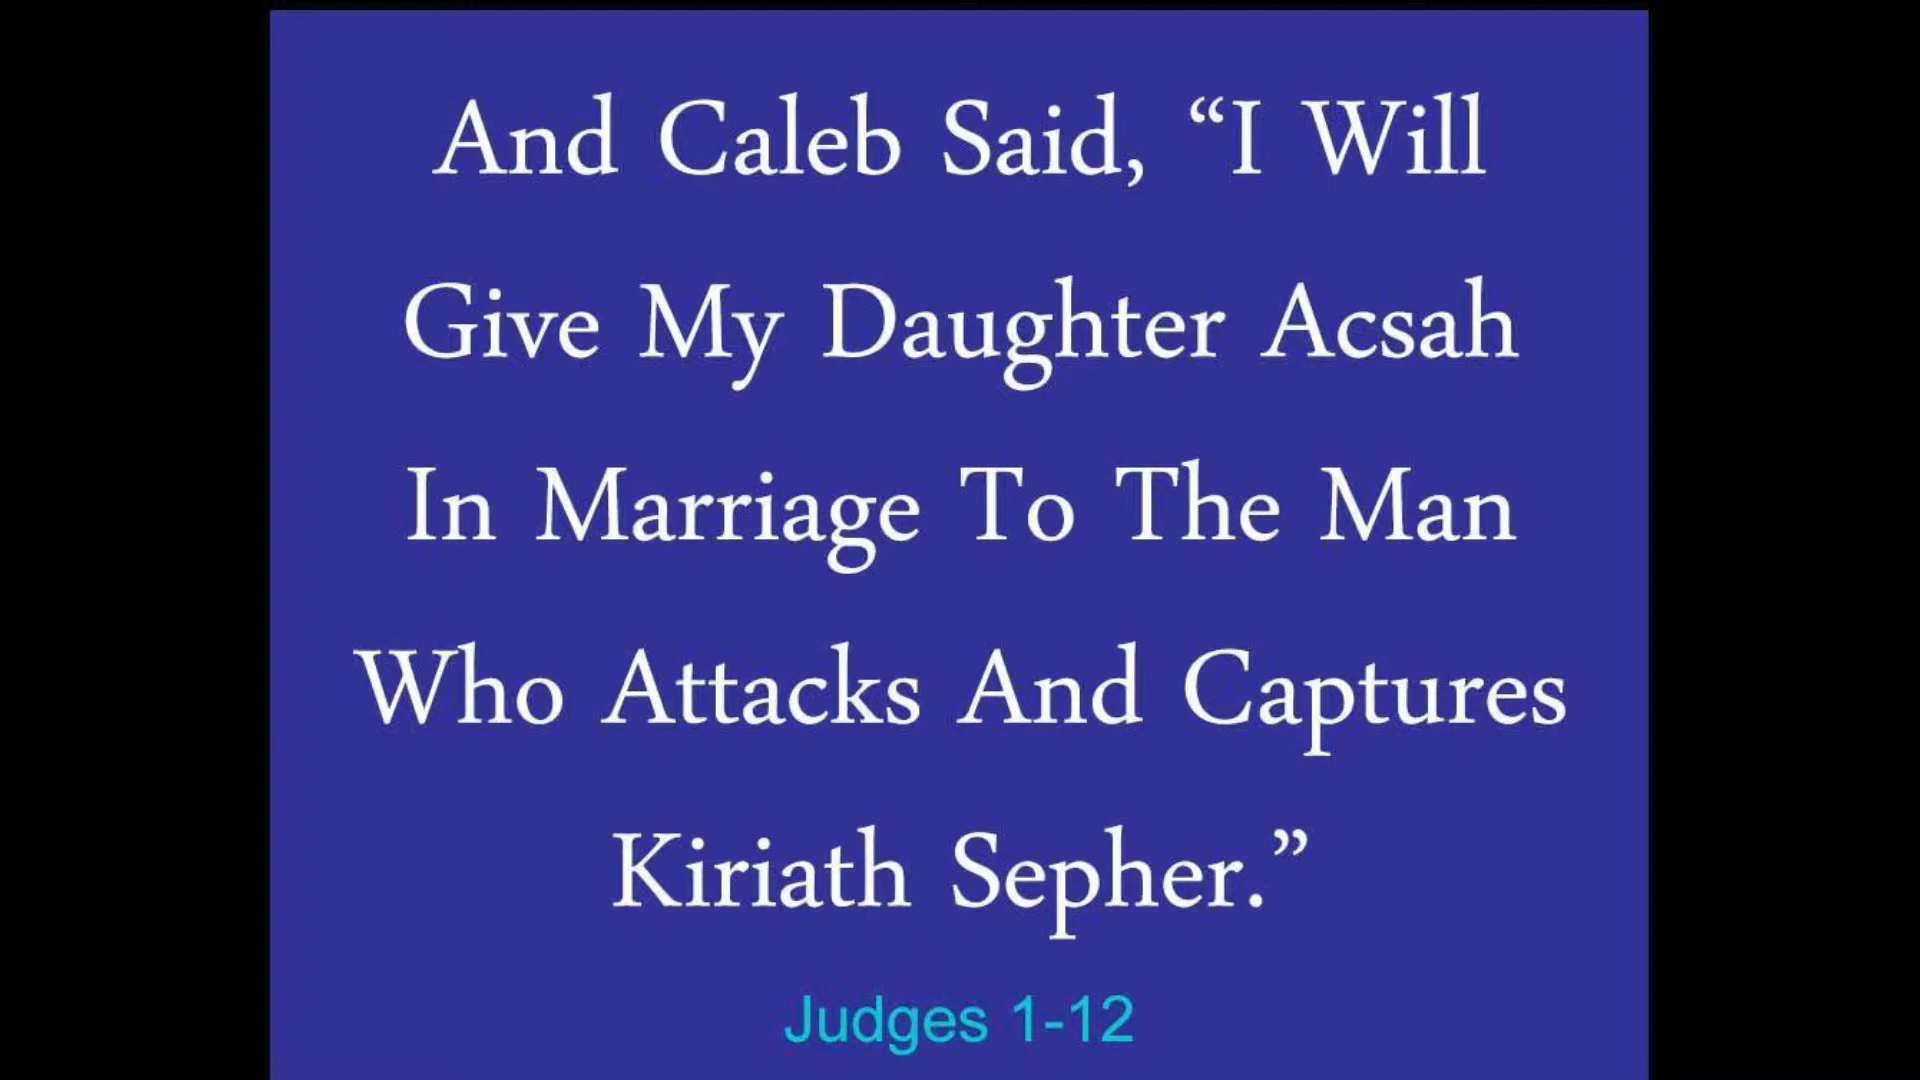 And Caleb Said, “I Will
Give My Daughter Acsah
In Marriage To The Man
Who Attacks And Captures
Kiriath Sepher.”
Judges 1-12